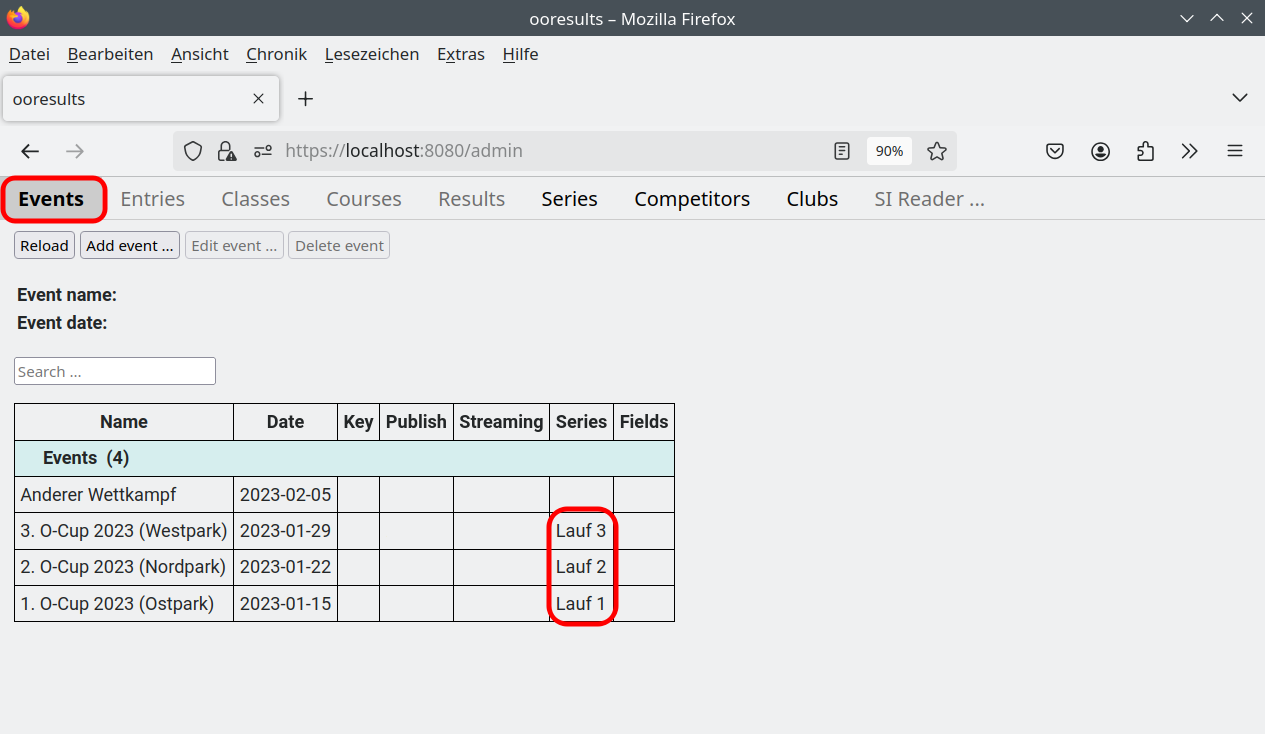 ooresults – Mozilla Firefox
Datei Bearbeiten Ansicht Chronik Lesezeichen Extras Hilfe
ooresults
https://localhost:8080/admin 90%
Events Entries Classes Courses Results Series Competitors Clubs SI Reader ...
Reload Add event ... Edit event ... Delete event
Event name:
Event date:
Search ...
Name Date Key Publish Streaming Series Fields
Events (4)
Anderer Wettkampf 2023-02-05
3. O-Cup 2023 (Westpark) 2023-01-29 Lauf 3
2. O-Cup 2023 (Nordpark) 2023-01-22 Lauf 2
1. O-Cup 2023 (Ostpark) 2023-01-15 Lauf 1